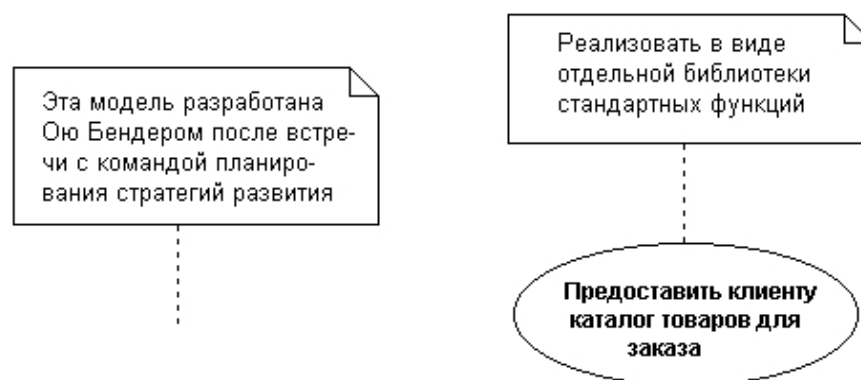 Эта модель разработана
Ою Бендером после встре-
чи с командой планиро-
вания стратегий развития
Реализовать в виде
отдельной библиотеки
стандартных функций
Предоставить клиенту
каталог товаров для
заказа